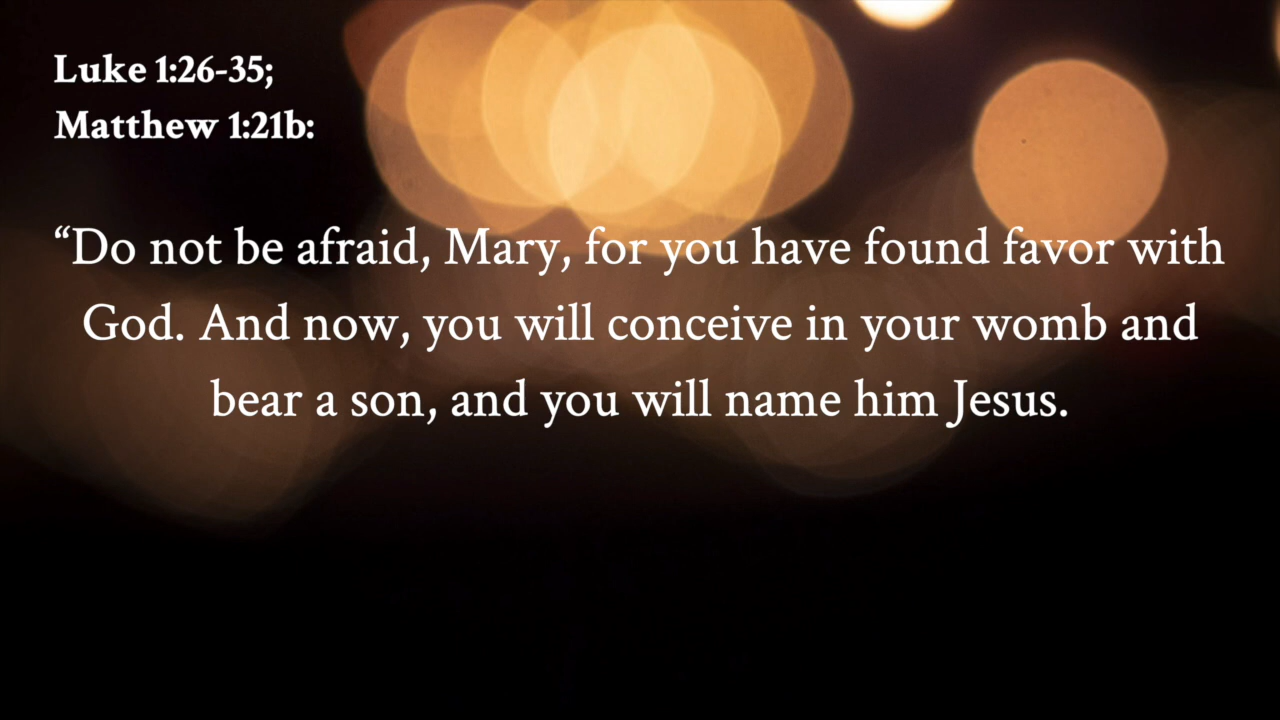 Luke 1:26-35;
Matthew 1:21b:
“Do not be afraid, Mary, for you have found favor with
God. And now, you will conceive in your womb and
bear a son, and you will name him Jesus.